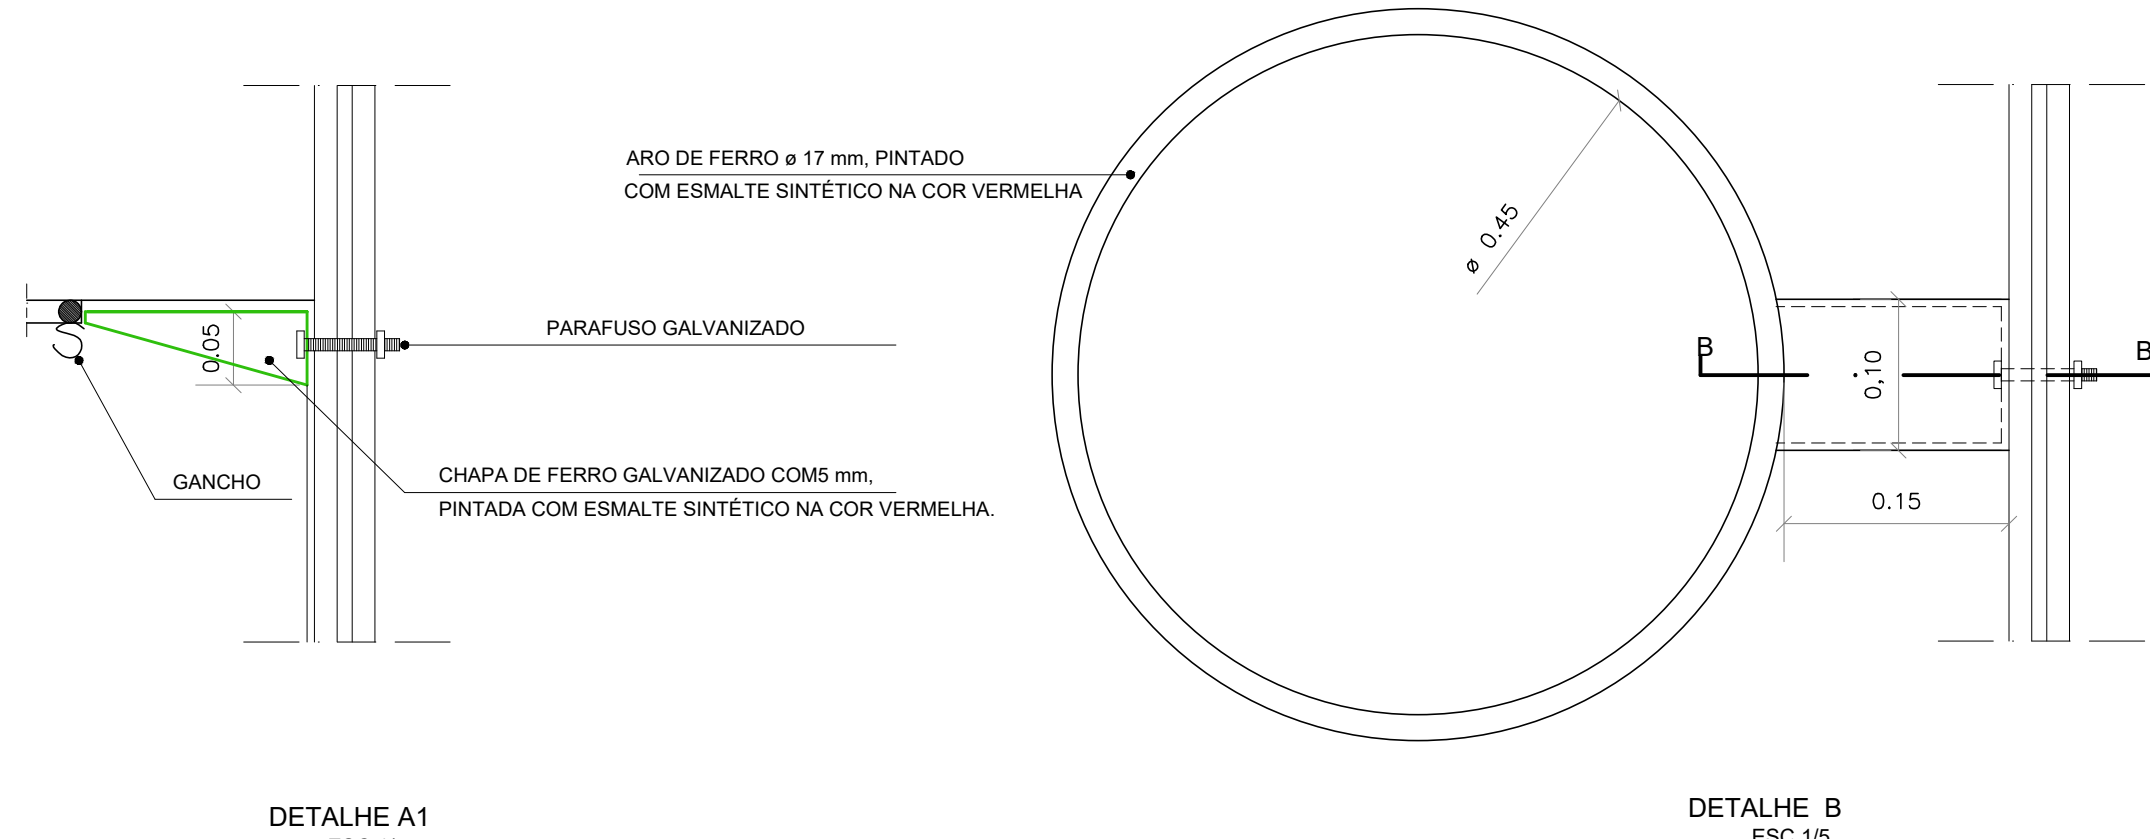 ARO DE FERRO ø 17 mm, PINTADO
COM ESMALTE SINTÉTICO NA COR VERMELHA
ø 0.45
0.05
PARAFUSO GALVANIZADO
B
B
0,10
GANCHO
CHAPA DE FERRO GALVANIZADO COM5 mm,
PINTADA COM ESMALTE SINTÉTICO NA COR VERMELHA.
0.15
DETALHE A1
DETALHE B
ESC 1/5